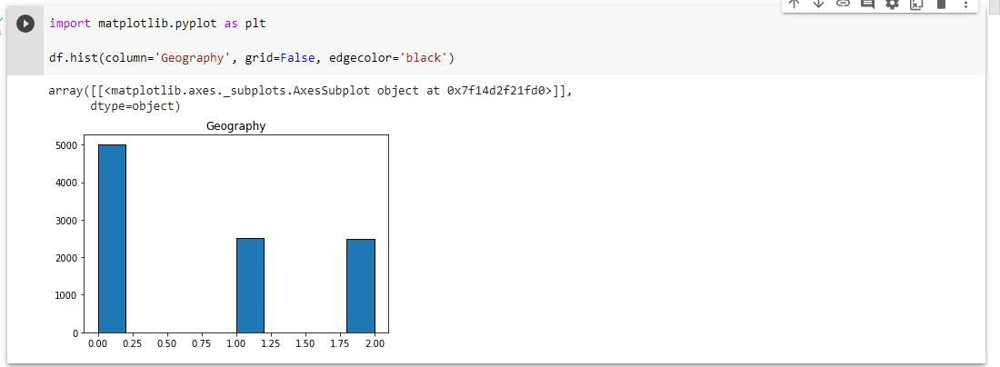 import matplotlib.pyplot as plt
df.hist(column='Geography', grid=False, edgecolor='black')
array([[<matplotlib.axes._subplots.AxesSubplot object at 0x7f14d2f21fd0>]],
dtype=object)
Geography
5000
4000
3000
2000
1000
0
0.00 0.25 0.50 0.75 1.00 1.25 1.50 1.75 2.00